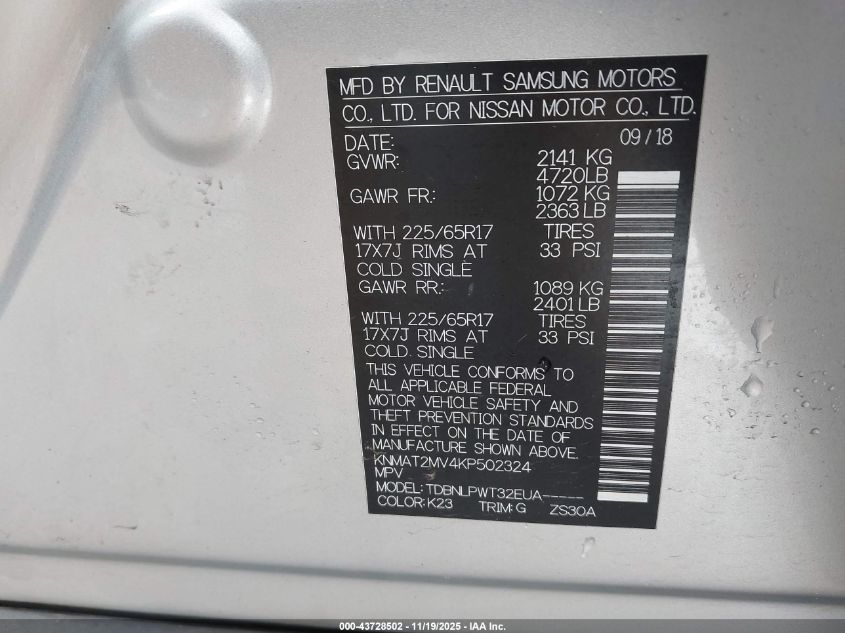 MFD BY RENAULT SAMSUNG MOTORS
CO., LTD. FOR NISSAN MOTOR CO., LTD.
DATE: 09/18
GVWR: 2141 KG
4720LB
GAWR FR.: 1072 KG
2363 LB
WITH 225/65R17 TIRES
17X7J RIMS AT 33 PSI
COLD SINGLE
GAWR RR.: 1089 KG
2401 LB
WITH 225/65R17 TIRES
17X7J RIMS AT 33 PSI
COLD. SINGLE
THIS VEHICLE CONFORMS TO
ALL APPLICABLE FEDERAL
MOTOR VEHICLE SAFETY AND
THEFT PREVENTION STANDARDS
IN EFFECT ON THE DATE OF
MANUFACTURE SHOWN ABOVE.
KNMAT2MV4KP502324
MPV
MODEL: TDBNLPWT32EUA-----
COLOR: K23 TRIM: G ZS30A
000-43728502 - 11/19/2025 - IAA Inc.